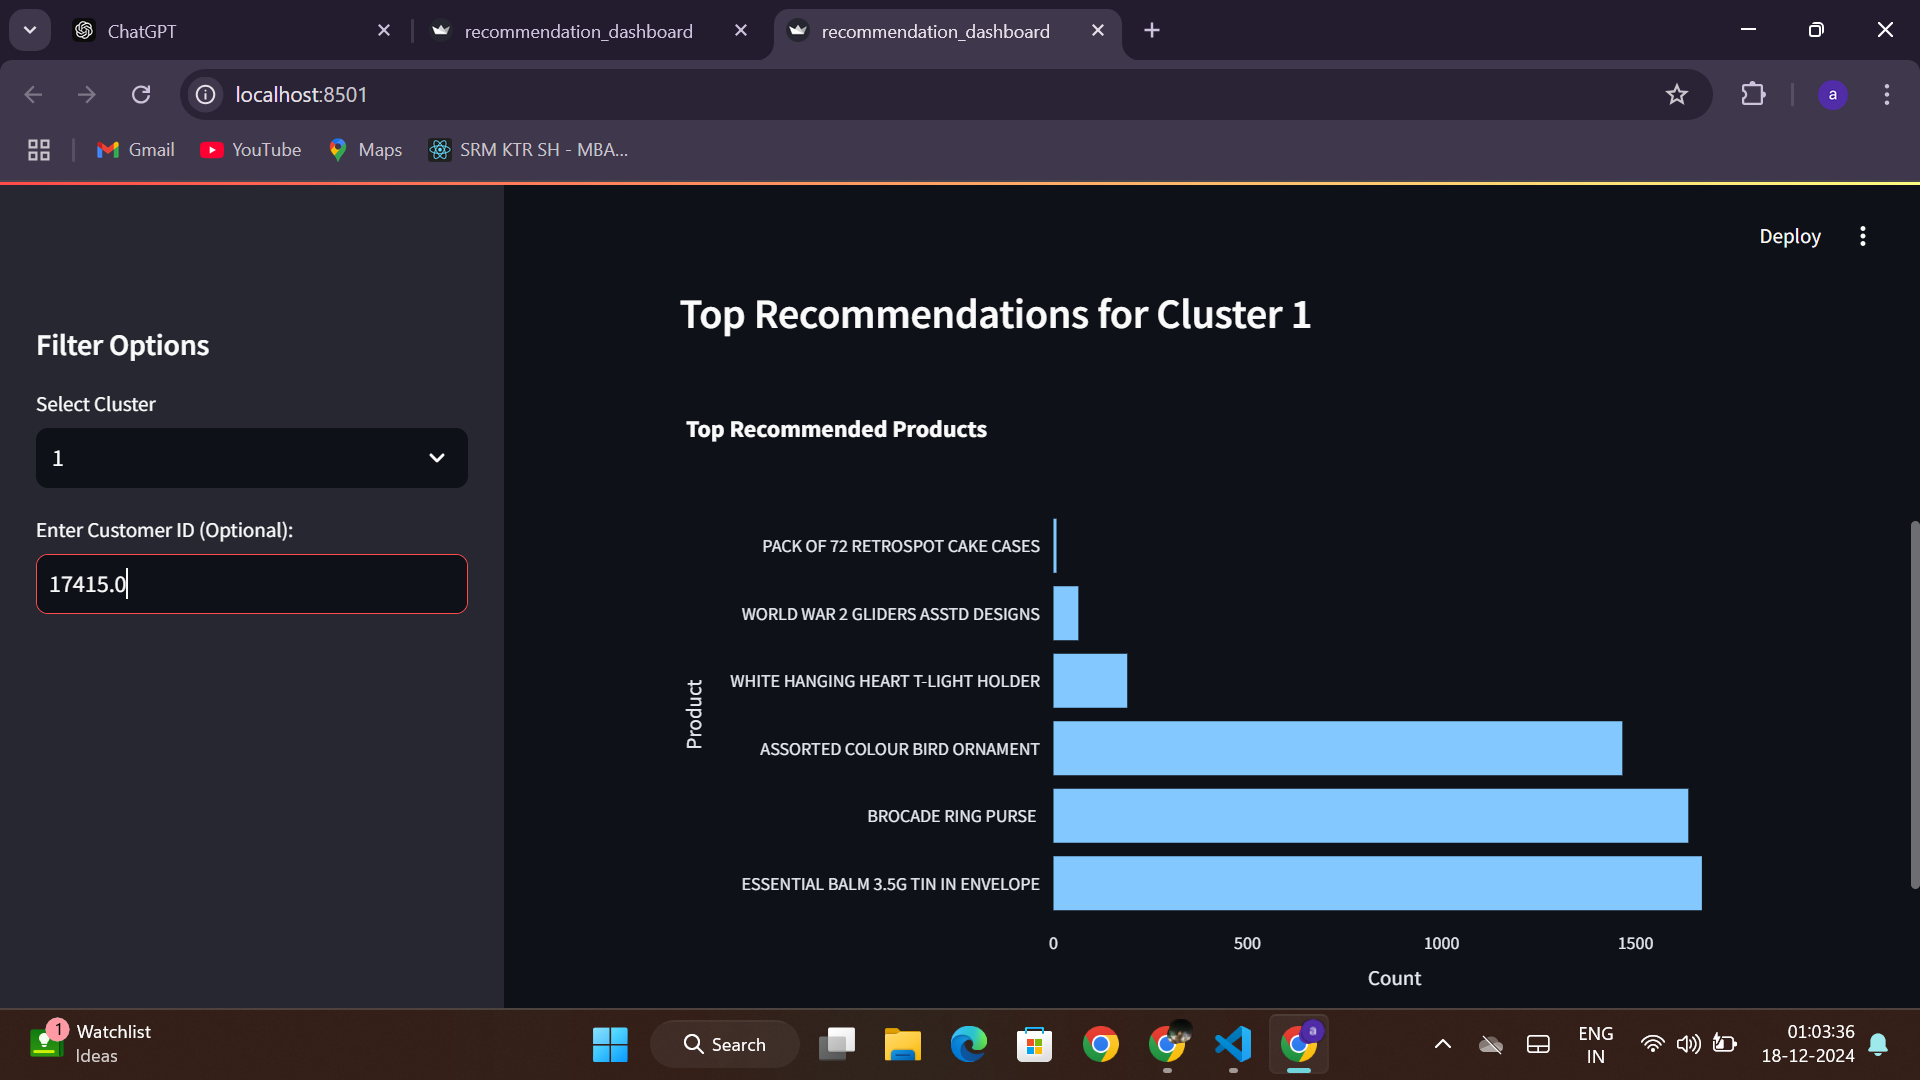 ChatGPT
recommendation_dashboard
recommendation_dashboard
localhost:8501
a
Gmail
YouTube
Maps
SRM KTR SH - MBA...
Deploy
Filter Options
Select Cluster
1
Enter Customer ID (Optional):
17415.0
Top Recommendations for Cluster 1
Top Recommended Products
Product
PACK OF 72 RETROSPOT CAKE CASES
WORLD WAR 2 GLIDERS ASSTD DESIGNS
WHITE HANGING HEART T-LIGHT HOLDER
ASSORTED COLOUR BIRD ORNAMENT
BROCADE RING PURSE
ESSENTIAL BALM 3.5G TIN IN ENVELOPE
0 500 1000 1500
Count
1
Watchlist
Ideas
Search
a
ENG
IN
01:03:36
18-12-2024